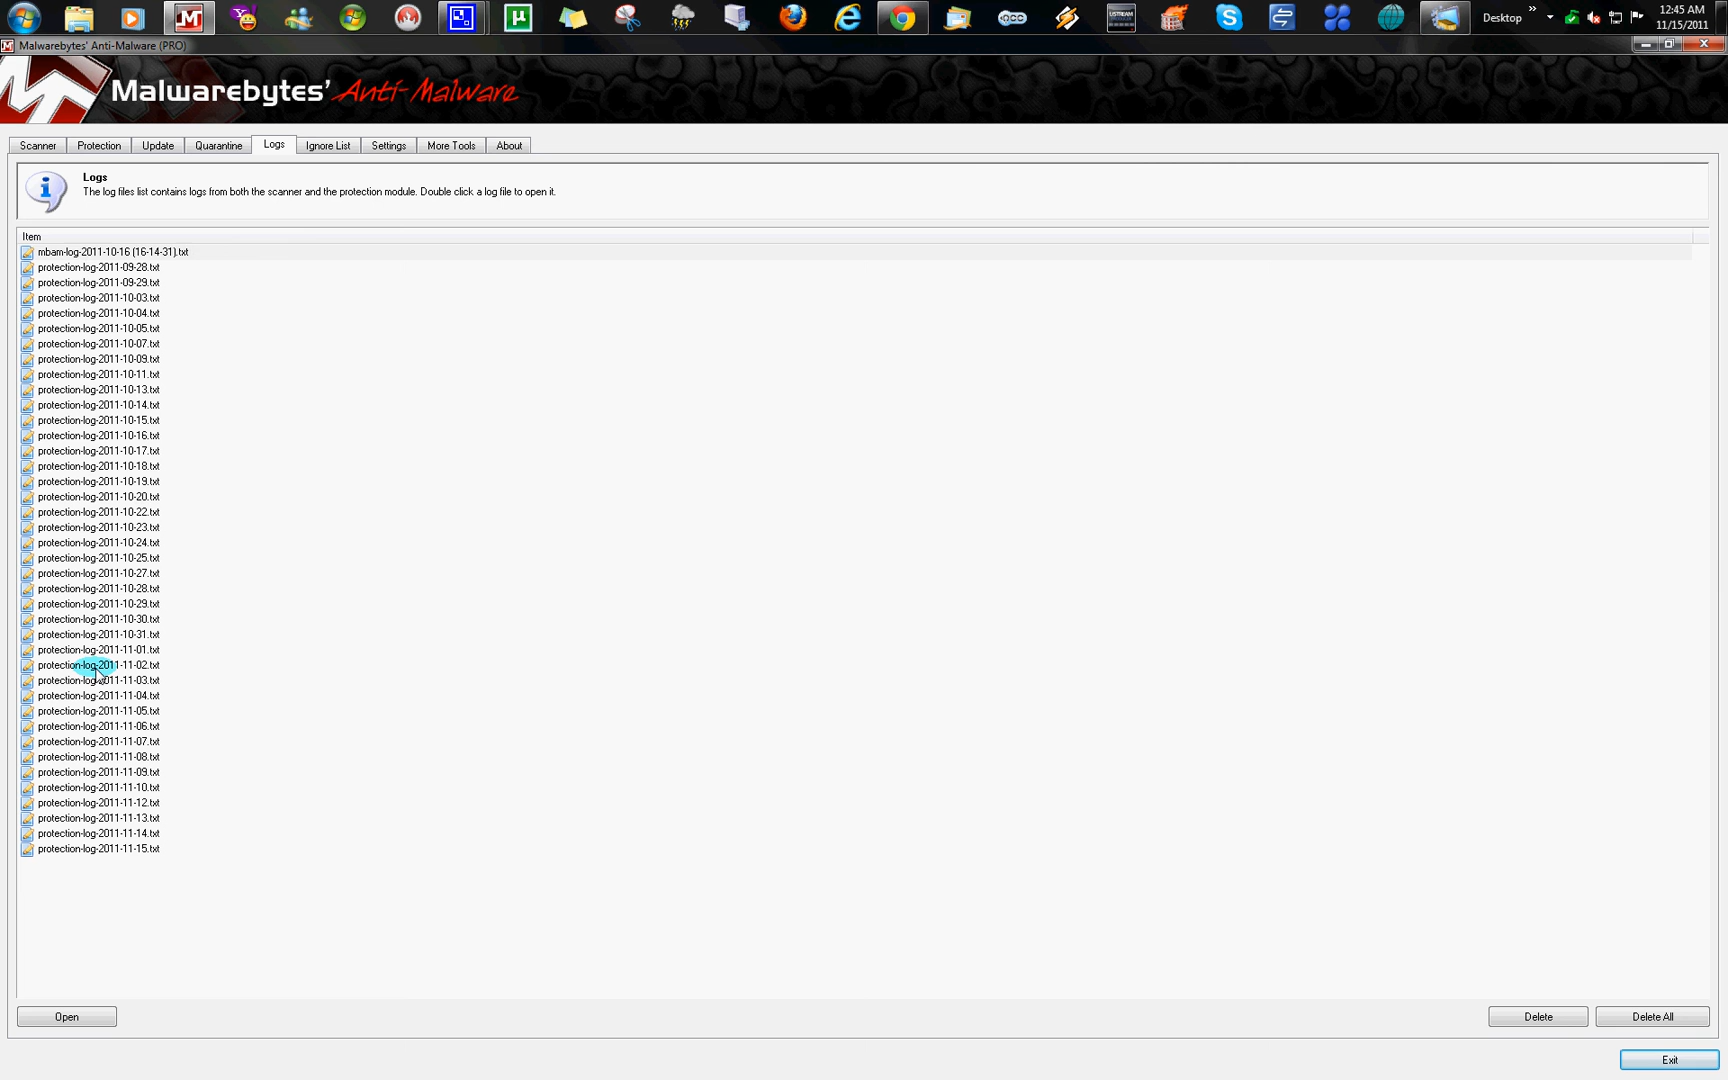 Desktop »
12:45 AM
11/15/2011
Malwarebytes' Anti-Malware (PRO)
Malwarebytes' Anti-Malware
Scanner Protection Update Quarantine Logs Ignore List Settings More Tools About
Logs
The log files list contains logs from both the scanner and the protection module. Double click a log file to open it.
Item
mbam-log-2011-10-16 (16-14-31).txt
protection-log-2011-09-28.txt
protection-log-2011-09-29.txt
protection-log-2011-10-03.txt
protection-log-2011-10-04.txt
protection-log-2011-10-05.txt
protection-log-2011-10-07.txt
protection-log-2011-10-09.txt
protection-log-2011-10-11.txt
protection-log-2011-10-13.txt
protection-log-2011-10-14.txt
protection-log-2011-10-15.txt
protection-log-2011-10-16.txt
protection-log-2011-10-17.txt
protection-log-2011-10-18.txt
protection-log-2011-10-19.txt
protection-log-2011-10-20.txt
protection-log-2011-10-22.txt
protection-log-2011-10-23.txt
protection-log-2011-10-24.txt
protection-log-2011-10-25.txt
protection-log-2011-10-27.txt
protection-log-2011-10-28.txt
protection-log-2011-10-29.txt
protection-log-2011-10-30.txt
protection-log-2011-10-31.txt
protection-log-2011-11-01.txt
protection-log-2011-11-02.txt
protection-log-2011-11-03.txt
protection-log-2011-11-04.txt
protection-log-2011-11-05.txt
protection-log-2011-11-06.txt
protection-log-2011-11-07.txt
protection-log-2011-11-08.txt
protection-log-2011-11-09.txt
protection-log-2011-11-10.txt
protection-log-2011-11-12.txt
protection-log-2011-11-13.txt
protection-log-2011-11-14.txt
protection-log-2011-11-15.txt
Open Delete Delete All
Exit